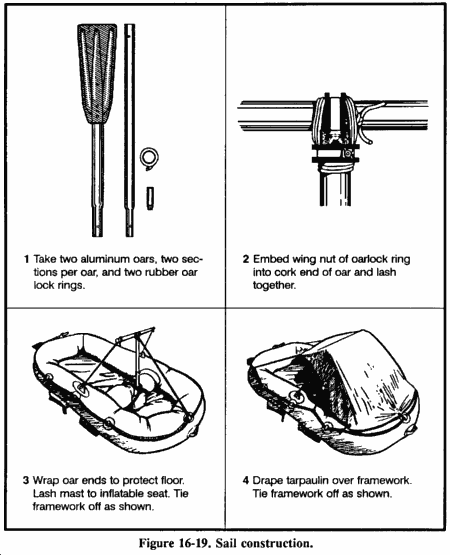 1 Take two aluminum oars, two sec-
tions per oar, and two rubber oar
lock rings.
2 Embed wing nut of oarlock ring
into cork end of oar and lash
together.
3 Wrap oar ends to protect floor.
Lash mast to inflatable seat. Tie
framework off as shown.
4 Drape tarpaulin over framework.
Tie framework off as shown.
Figure 16-19. Sail construction.